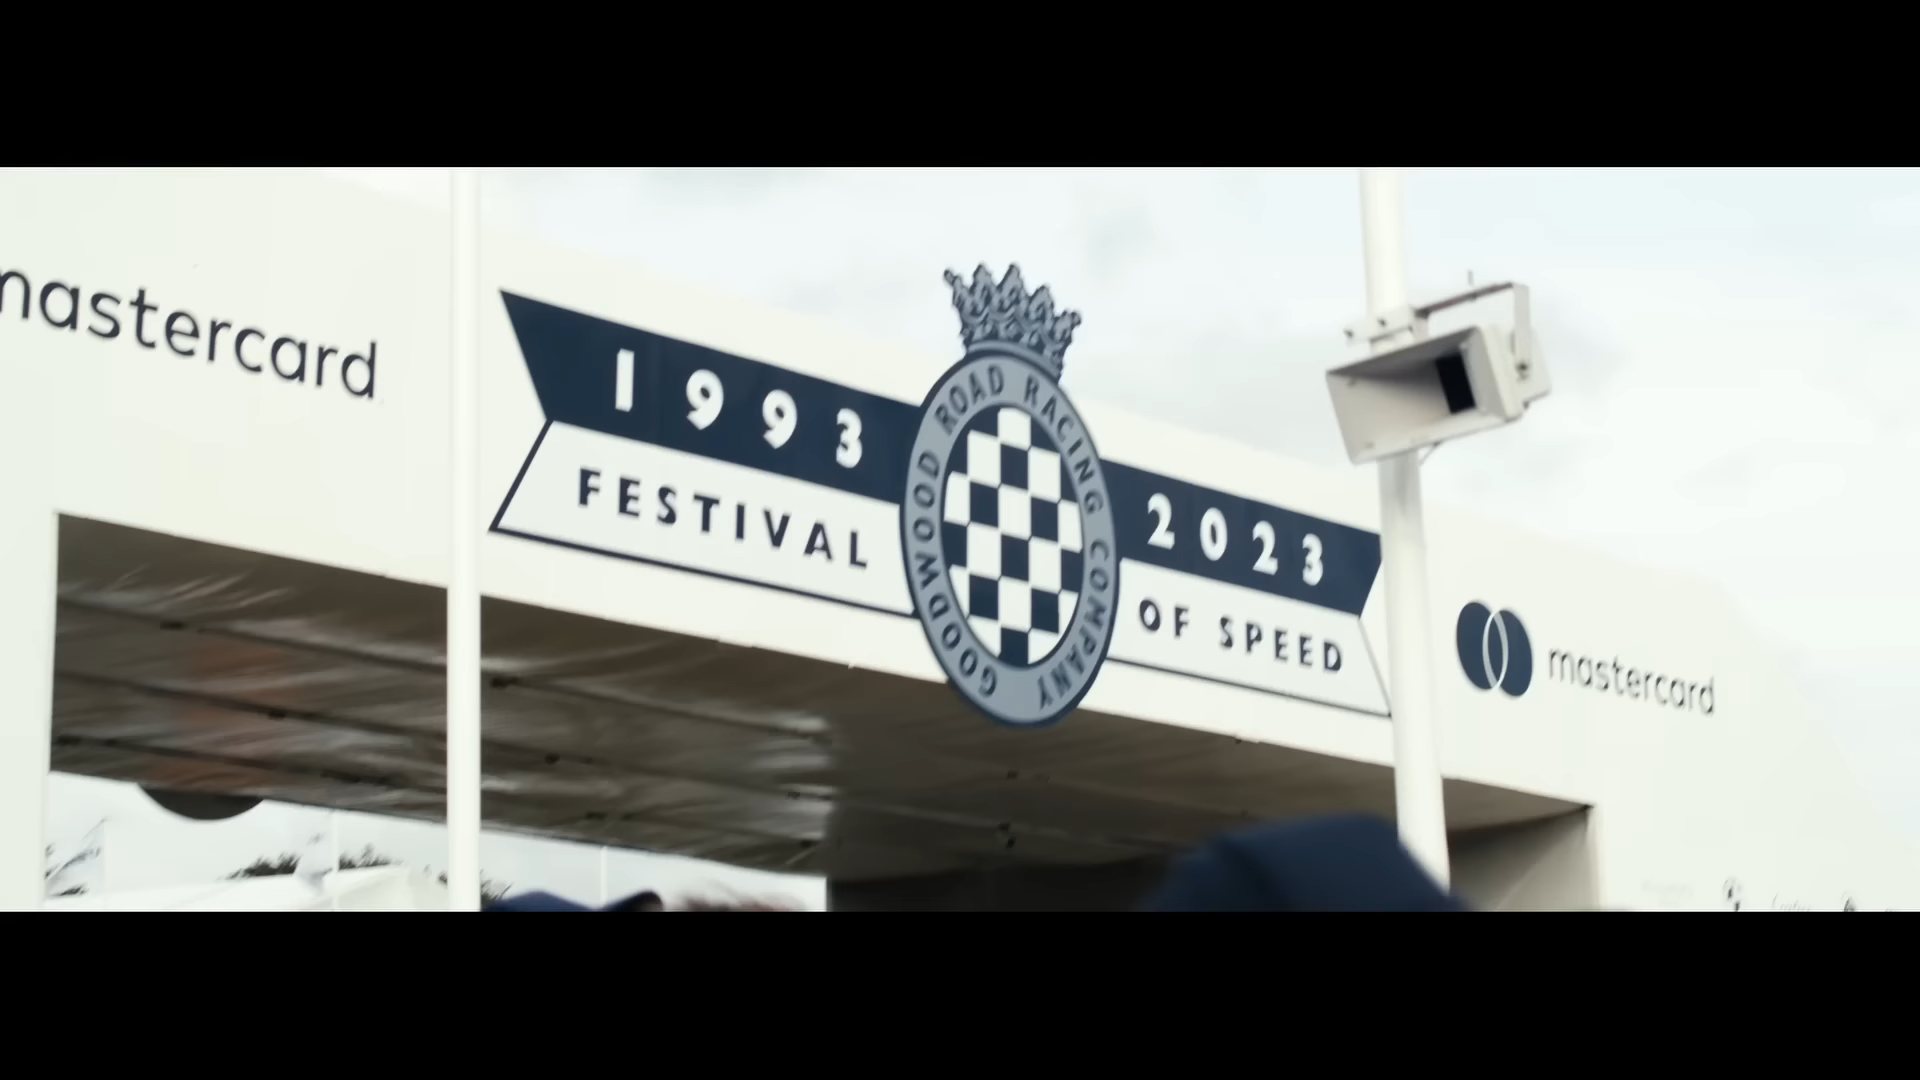 mastercard
1993
FESTIVAL
GOODWOOD ROAD RACING COMPANY
2023
OF SPEED
mastercard